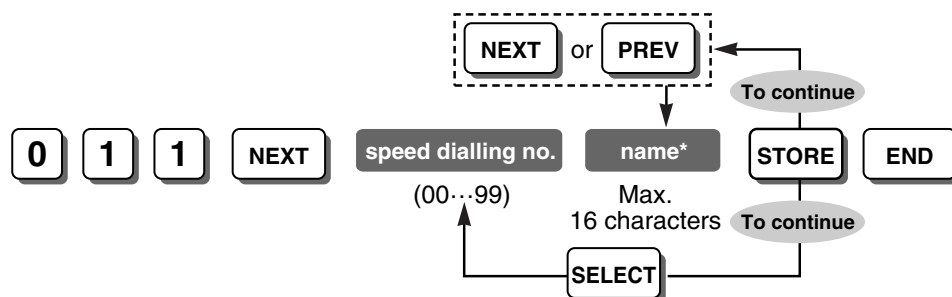 NEXT or PREV
To continue
0 1 1 NEXT speed dialling no. name* STORE END
(00···99) Max.
16 characters To continue
SELECT